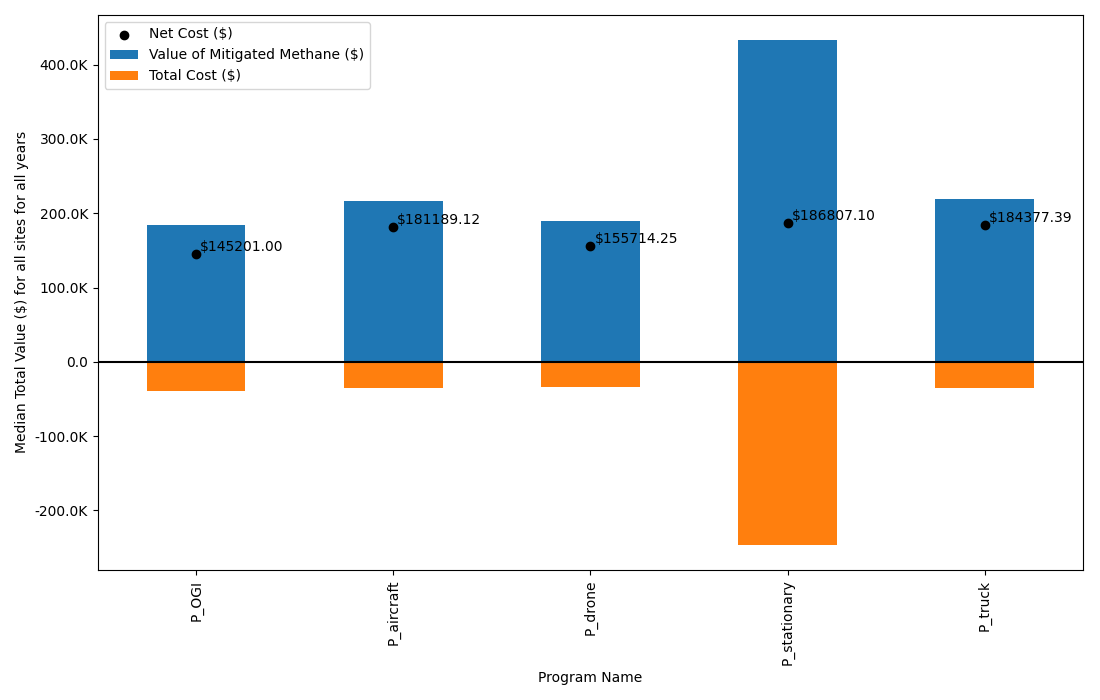 Net Cost ($)
Value of Mitigated Methane ($)
Total Cost ($)
Median Total Value ($) for all sites for all years
400.0K
300.0K
200.0K
100.0K
0.0
-100.0K
-200.0K
$145201.00
$181189.12
$155714.25
$186807.10
$184377.39
P_OGI
P_aircraft
P_drone
P_stationary
P_truck
Program Name